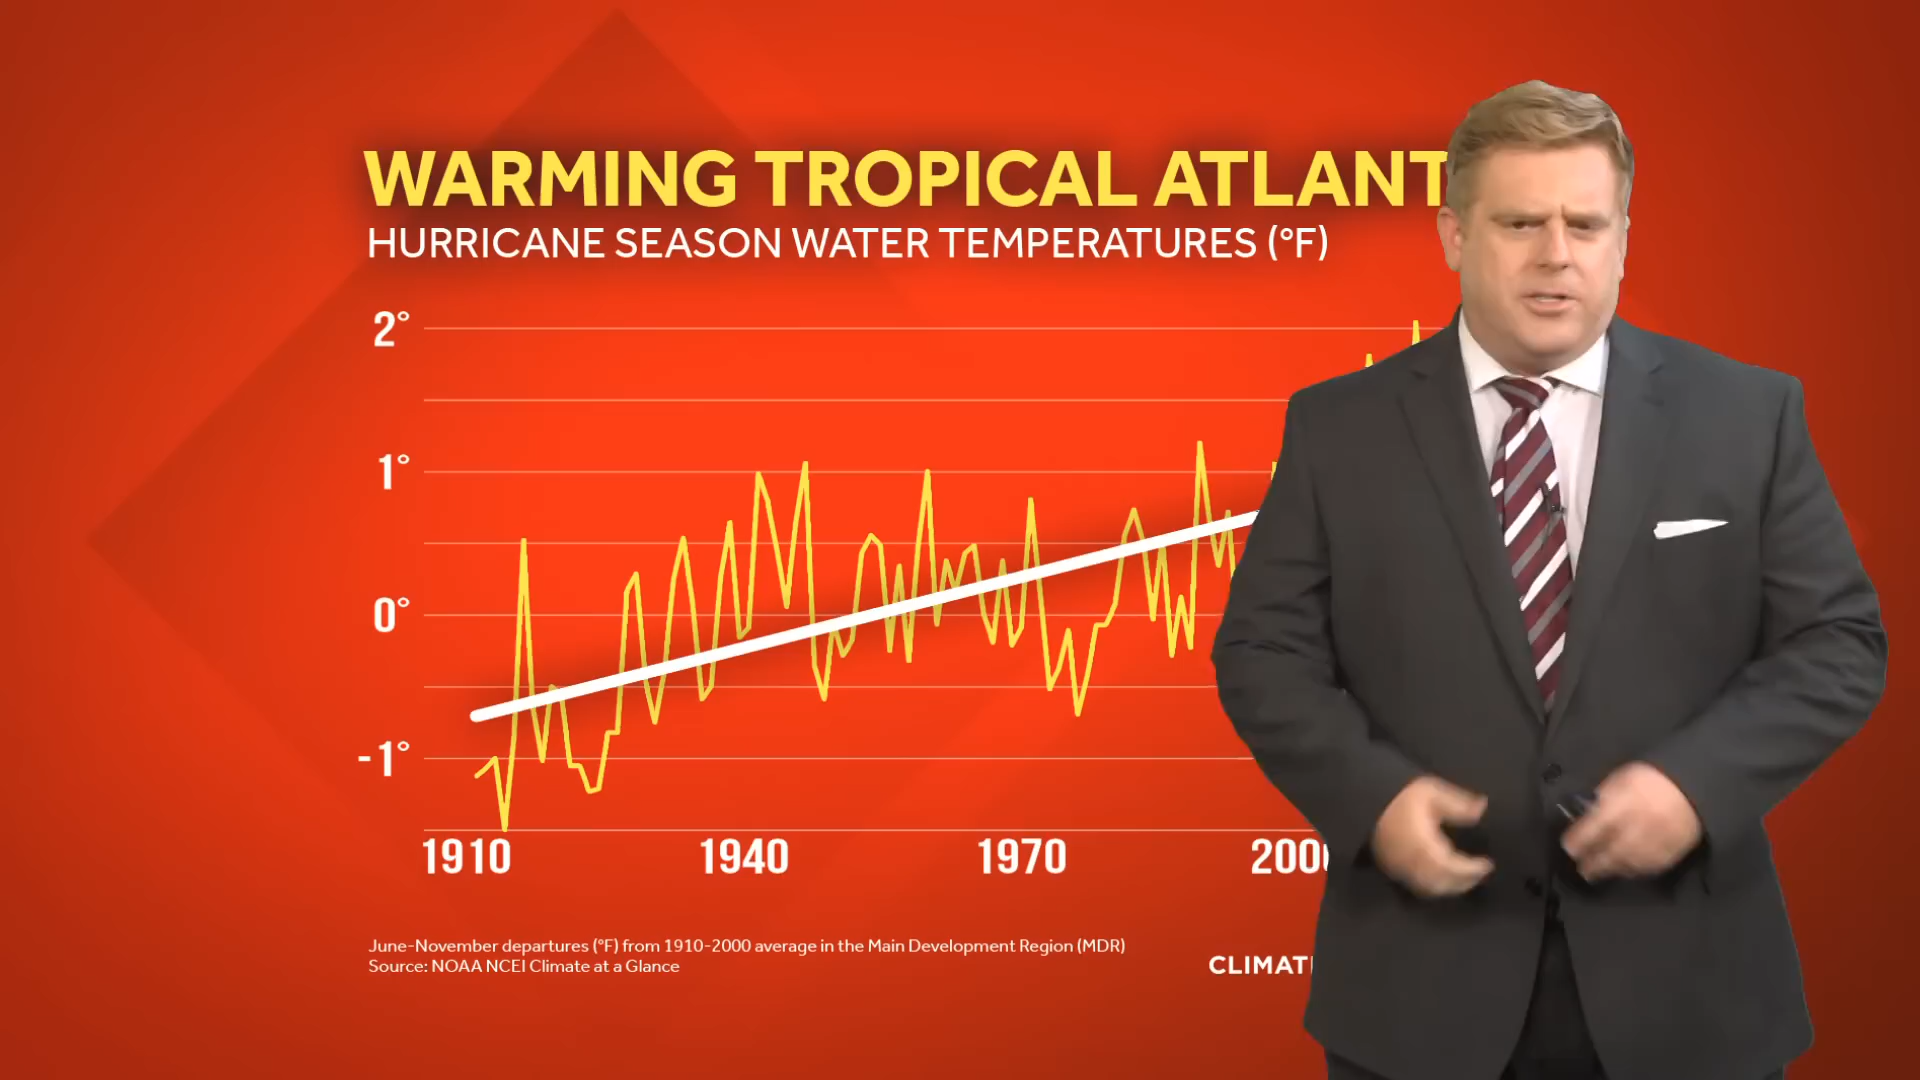 WARMING TROPICAL ATLANT
HURRICANE SEASON WATER TEMPERATURES (°F)
2°
1°
0°
-1°
1910 1940 1970 200
June-November departures (°F) from 1910-2000 average in the Main Development Region (MDR)
Source: NOAA NCEI Climate at a Glance
CLIMAT